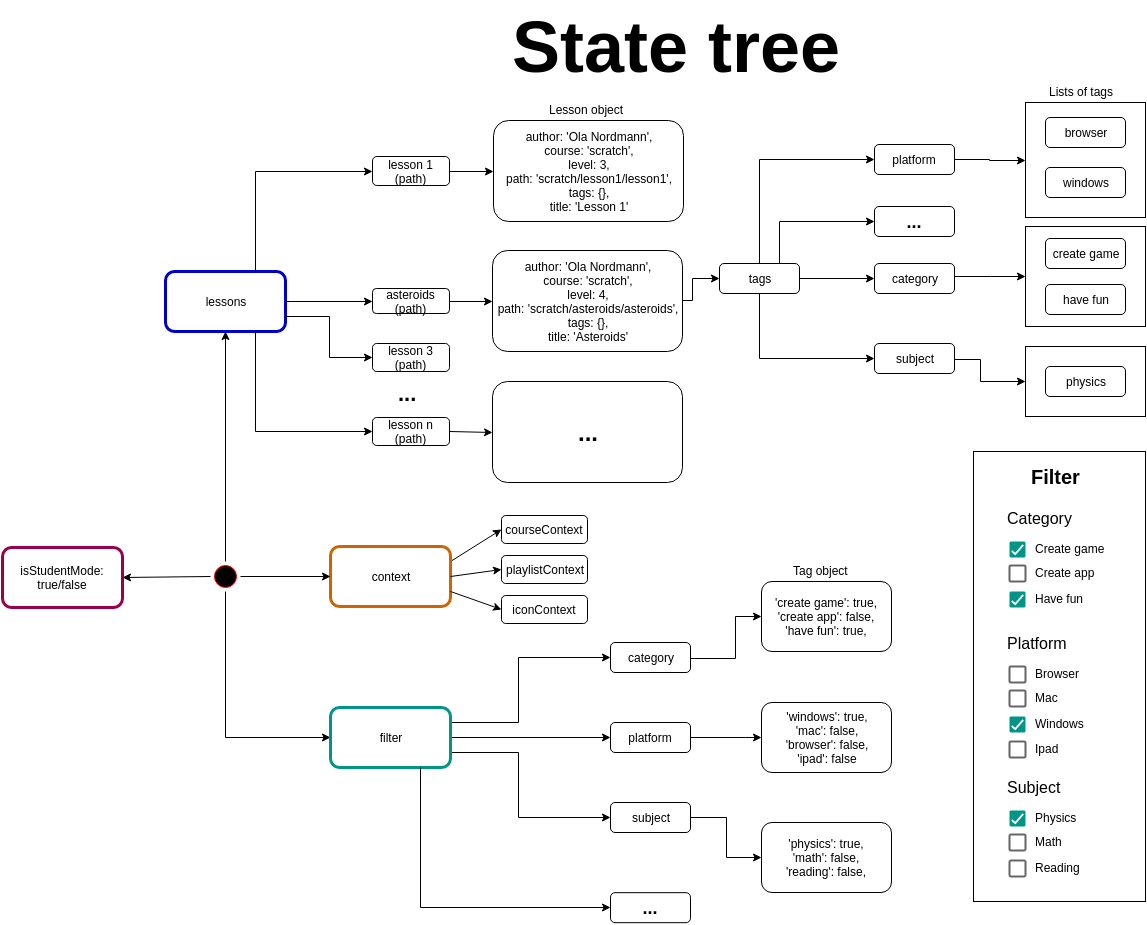 State tree
Lesson object
lesson 1
(path)
author: 'Ola Nordmann',
course: 'scratch',
level: 3,
path: 'scratch/lesson1/lesson1',
tags: {},
title: 'Lesson 1'
lessons
asteroids
(path)
author: 'Ola Nordmann',
course: 'scratch',
level: 4,
path: 'scratch/asteroids/asteroids',
tags: {},
title: 'Asteroids'
lesson 3
(path)
...
lesson n
(path)
...
tags
platform
...
category
subject
Lists of tags
browser
windows
create game
have fun
physics
isStudentMode:
true/false
context
courseContext
playlistContext
iconContext
filter
category
platform
subject
...
Tag object
'create game': true,
'create app': false,
'have fun': true,
'windows': true,
'mac': false,
'browser': false,
'ipad': false
'physics': true,
'math': false,
'reading': false,
Filter
Category
Create game
Create app
Have fun
Platform
Browser
Mac
Windows
Ipad
Subject
Physics
Math
Reading